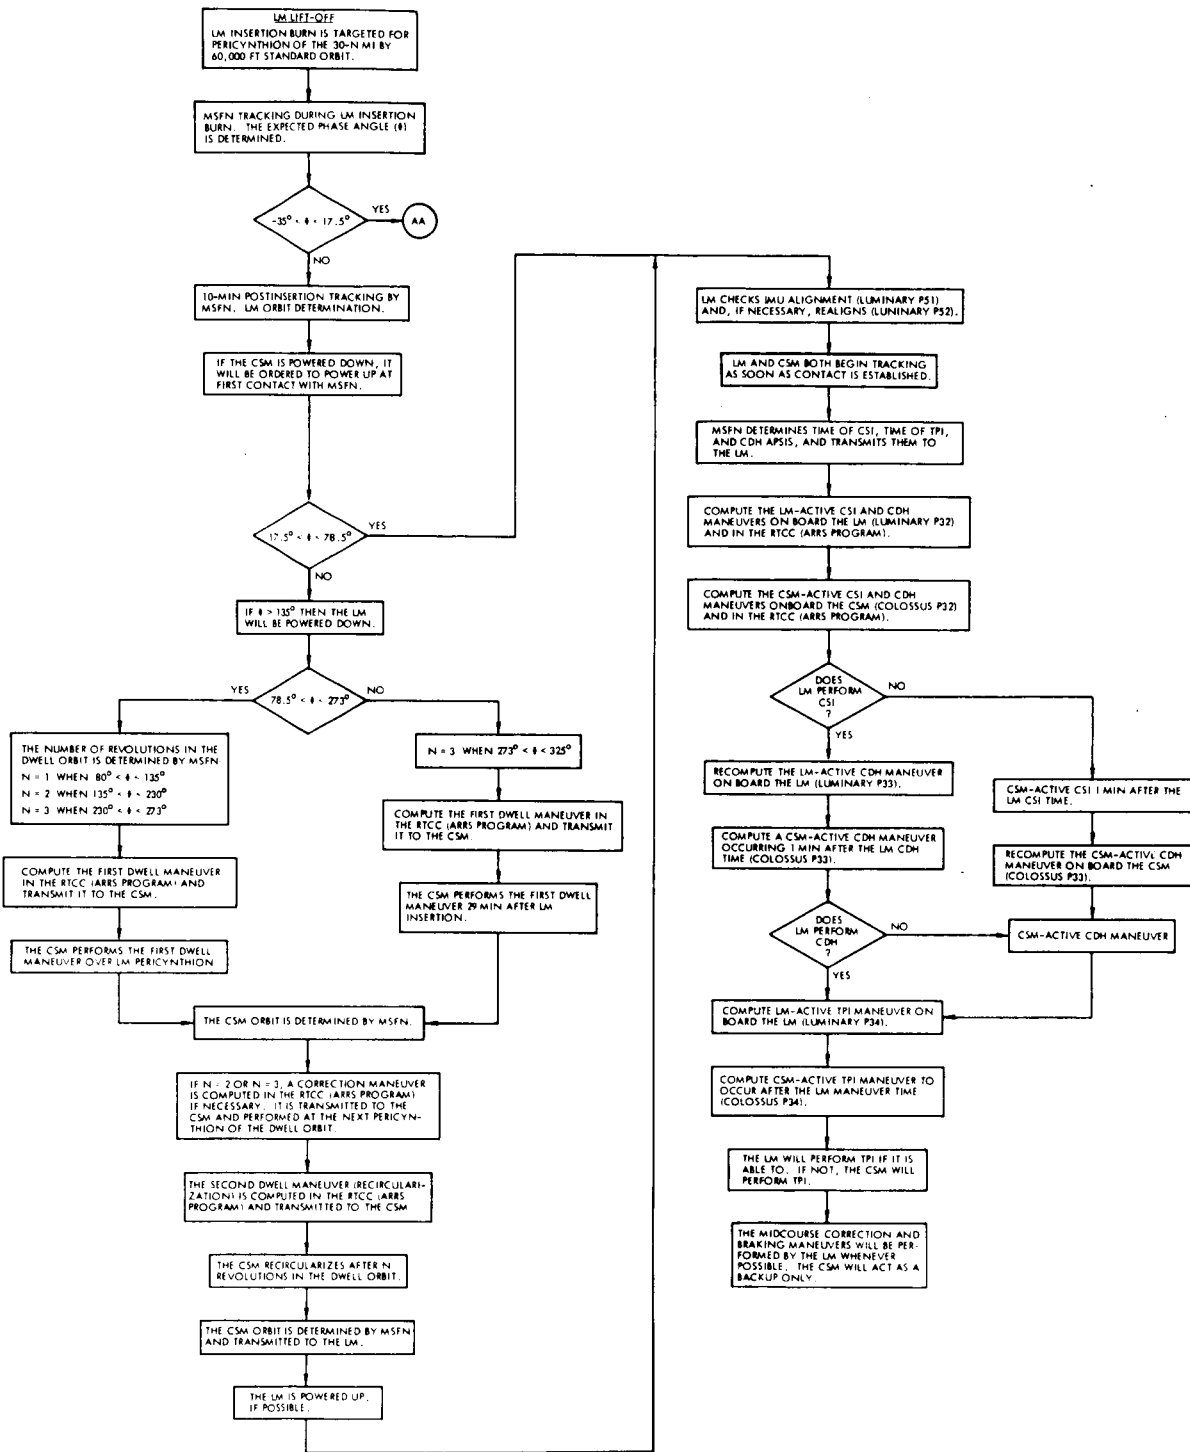 LM LIFT-OFF
LM INSERTION BURN IS TARGETED FOR
PERICYNTHION OF THE 30-N MI BY
60,000 FT STANDARD ORBIT.
MSFN TRACKING DURING LM INSERTION
BURN. THE EXPECTED PHASE ANGLE (ϕ)
IS DETERMINED.
-35° < ϕ < 17.5°
YES
AA
NO
10-MIN POSTINSERTION TRACKING BY
MSFN. LM ORBIT DETERMINATION.
IF THE CSM IS POWERED DOWN, IT
WILL BE ORDERED TO POWER UP AT
FIRST CONTACT WITH MSFN.
17.5° < ϕ < 78.5°
YES
NO
IF ϕ > 135° THEN THE LM
WILL BE POWERED DOWN.
YES
78.5° < ϕ < 273°
NO
THE NUMBER OF REVOLUTIONS IN THE
DWELL ORBIT IS DETERMINED BY MSFN
N = 1 WHEN 80° < ϕ < 135°
N = 2 WHEN 135° < ϕ < 230°
N = 3 WHEN 230° < ϕ < 273°
COMPUTE THE FIRST DWELL MANEUVER
IN THE RTCC (ARRS PROGRAM) AND
TRANSMIT IT TO THE CSM.
THE CSM PERFORMS THE FIRST DWELL
MANEUVER OVER LM PERICYNTHION
N = 3 WHEN 273° < ϕ < 325°
COMPUTE THE FIRST DWELL MANEUVER IN
THE RTCC (ARRS PROGRAM) AND TRANSMIT
IT TO THE CSM.
THE CSM PERFORMS THE FIRST DWELL
MANEUVER 29 MIN AFTER LM
INSERTION.
THE CSM ORBIT IS DETERMINED BY MSFN.
IF N = 2 OR N = 3, A CORRECTION MANEUVER
IS COMPUTED IN THE RTCC (ARRS PROGRAM)
IF NECESSARY. IT IS TRANSMITTED TO THE
CSM AND PERFORMED AT THE NEXT PERICYN-
THION OF THE DWELL ORBIT.
THE SECOND DWELL MANEUVER (RECIRCULARI-
ZATION) IS COMPUTED IN THE RTCC (ARRS
PROGRAM) AND TRANSMITTED TO THE CSM
THE CSM RECIRCULARIZES AFTER N
REVOLUTIONS IN THE DWELL ORBIT.
THE CSM ORBIT IS DETERMINED BY MSFN
AND TRANSMITTED TO THE LM.
THE LM IS POWERED UP,
IF POSSIBLE.
LM CHECKS IMU ALIGNMENT (LUMINARY P51)
AND, IF NECESSARY, REALIGNS (LUNINARY P52).
LM AND CSM BOTH BEGIN TRACKING
AS SOON AS CONTACT IS ESTABLISHED.
MSFN DETERMINES TIME OF CSI, TIME OF TPI,
AND CDH APSIS, AND TRANSMITS THEM TO
THE LM.
COMPUTE THE LM-ACTIVE CSI AND CDH
MANEUVERS ON BOARD THE LM (LUMINARY P32)
AND IN THE RTCC (ARRS PROGRAM).
COMPUTE THE CSM-ACTIVE CSI AND CDH
MANEUVERS ONBOARD THE CSM (COLOSSUS P32)
AND IN THE RTCC (ARRS PROGRAM).
DOES
LM PERFORM
CSI
?
NO
YES
RECOMPUTE THE LM-ACTIVE CDH MANEUVER
ON BOARD THE LM (LUMINARY P33).
COMPUTE A CSM-ACTIVE CDH MANEUVER
OCCURRING 1 MIN AFTER THE LM CDH
TIME (COLOSSUS P33).
CSM-ACTIVE CSI 1 MIN AFTER THE
LM CSI TIME.
RECOMPUTE THE CSM-ACTIVE CDH
MANEUVER ON BOARD THE CSM
(COLOSSUS P33).
DOES
LM PERFORM
CDH
?
NO
CSM-ACTIVE CDH MANEUVER
YES
COMPUTE LM-ACTIVE TPI MANEUVER ON
BOARD THE LM (LUMINARY P34).
COMPUTE CSM-ACTIVE TPI MANEUVER TO
OCCUR AFTER THE LM MANEUVER TIME
(COLOSSUS P34).
THE LM WILL PERFORM TPI IF IT IS
ABLE TO. IF NOT, THE CSM WILL
PERFORM TPI.
THE MIDCOURSE CORRECTION AND
BRAKING MANEUVERS WILL BE PER-
FORMED BY THE LM WHENEVER
POSSIBLE. THE CSM WILL ACT AS A
BACKUP ONLY.